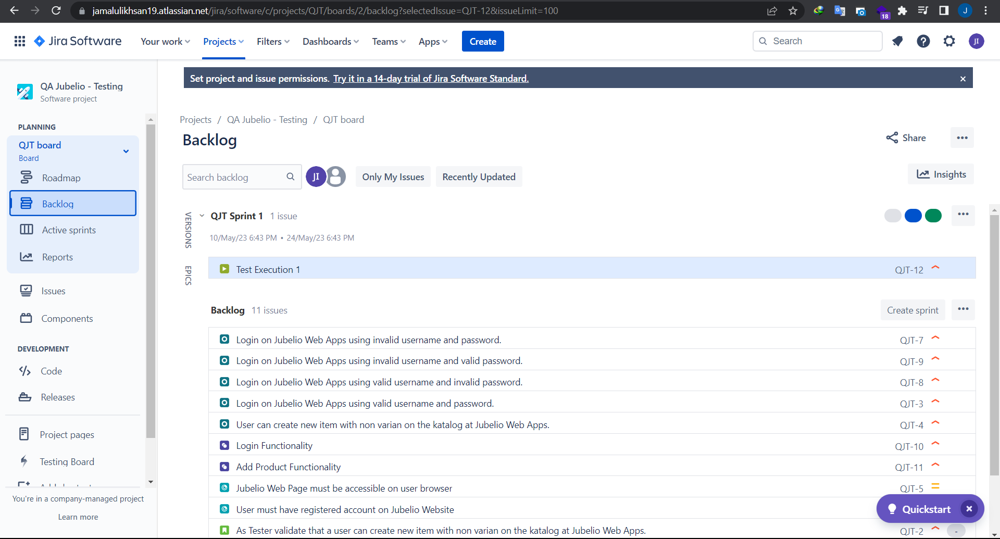 jamalulikhsan19.atlassian.net/jira/software/c/projects/QJT/boards/2/backlog?selectedIssue=QJT-12&issueLimit=100
18
J
Jira Software
Your work
Projects
Filters
Dashboards
Teams
Apps
Create
Search
JI
QA Jubelio - Testing
Software project
PLANNING
QJT board
Board
Roadmap
Backlog
Active sprints
Reports
Issues
Components
DEVELOPMENT
Code
Releases
Project pages
Testing Board
You're in a company-managed project
Learn more
Set project and issue permissions. Try it in a 14-day trial of Jira Software Standard.
Projects / QA Jubelio - Testing / QJT board
Backlog
Share
Search backlog
JI
Only My Issues
Recently Updated
Insights
VERSIONS
EPICS
QJT Sprint 1 1 issue
10/May/23 6:43 PM • 24/May/23 6:43 PM
Test Execution 1 QJT-12
Backlog 11 issues
Create sprint
Login on Jubelio Web Apps using invalid username and password. QJT-7
Login on Jubelio Web Apps using invalid username and valid password. QJT-9
Login on Jubelio Web Apps using valid username and invalid password. QJT-8
Login on Jubelio Web Apps using valid username and password. QJT-3
User can create new item with non varian on the katalog at Jubelio Web Apps. QJT-4
Login Functionality QJT-10
Add Product Functionality QJT-11
Jubelio Web Page must be accessible on user browser QJT-5
User must have registered account on Jubelio Website
Quickstart
As Tester validate that a user can create new item with non varian on the katalog at Jubelio Web Apps. QJT-2 -